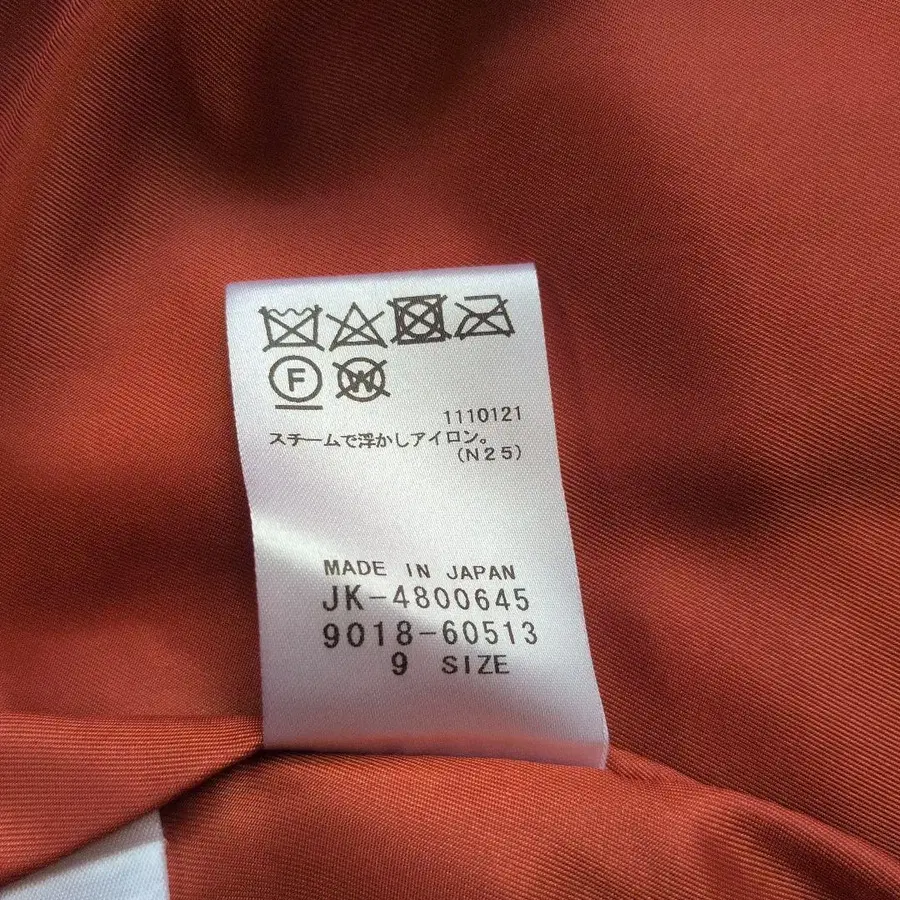 F W
1110121
スチームで浮かしアイロン。
(N25)
MADE IN JAPAN
JK-4800645
9018-60513
9 SIZE